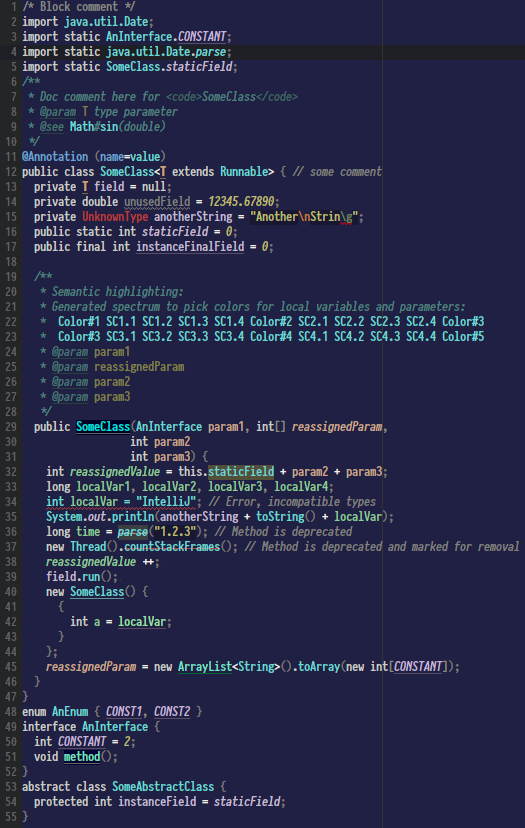 1 /* Block comment */
2 import java.util.Date;
3 import static AnInterface.CONSTANT;
4 import static java.util.Date.parse;
5 import static SomeClass.staticField;
6 /**
7  * Doc comment here for <code>SomeClass</code>
8  * @param T type parameter
9  * @see Math#sin(double)
10  */
11 @Annotation (name=value)
12 public class SomeClass<T extends Runnable> { // some comment
13   private T field = null;
14   private double unusedField = 12345.67890;
15   private UnknownType anotherString = "Another\nStrin\g";
16   public static int staticField = 0;
17   public final int instanceFinalField = 0;
18
19   /**
20    * Semantic highlighting:
21    * Generated spectrum to pick colors for local variables and parameters:
22    *  Color#1 SC1.1 SC1.2 SC1.3 SC1.4 Color#2 SC2.1 SC2.2 SC2.3 SC2.4 Color#3
23    *  Color#3 SC3.1 SC3.2 SC3.3 SC3.4 Color#4 SC4.1 SC4.2 SC4.3 SC4.4 Color#5
24    * @param param1
25    * @param reassignedParam
26    * @param param2
27    * @param param3
28    */
29   public SomeClass(AnInterface param1, int[] reassignedParam,
30                   int param2
31                   int param3) {
32     int reassignedValue = this.staticField + param2 + param3;
33     long localVar1, localVar2, localVar3, localVar4;
34     int localVar = "IntelliJ"; // Error, incompatible types
35     System.out.println(anotherString + toString() + localVar);
36     long time = parse("1.2.3"); // Method is deprecated
37     new Thread().countStackFrames(); // Method is deprecated and marked for removal
38     reassignedValue ++;
39     field.run();
40     new SomeClass() {
41       {
42         int a = localVar;
43       }
44     };
45     reassignedParam = new ArrayList<String>().toArray(new int[CONSTANT]);
46   }
47 }
48 enum AnEnum { CONST1, CONST2 }
49 interface AnInterface {
50   int CONSTANT = 2;
51   void method();
52 }
53 abstract class SomeAbstractClass {
54   protected int instanceField = staticField;
55 }